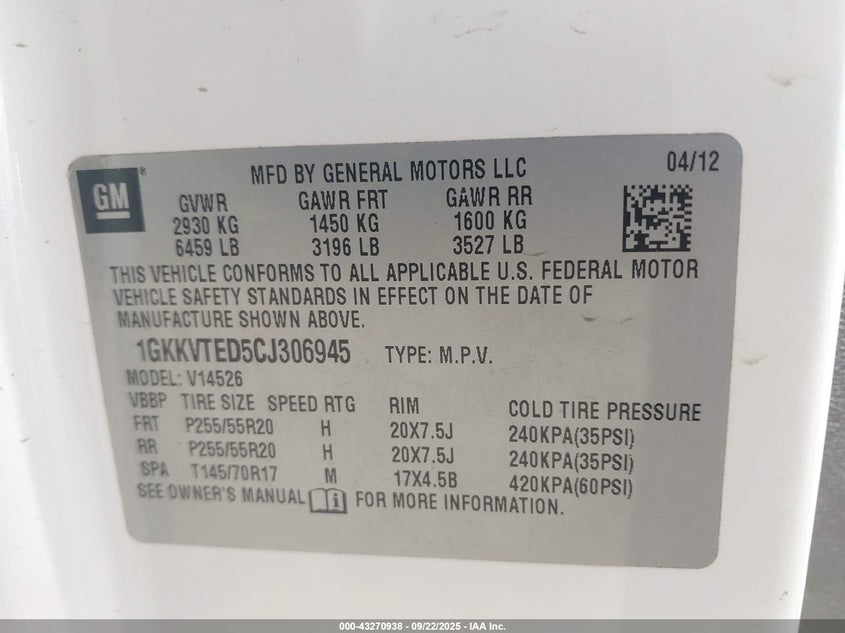 GM ®
MFD BY GENERAL MOTORS LLC 04/12
GVWR GAWR FRT GAWR RR
2930 KG 1450 KG 1600 KG
6459 LB 3196 LB 3527 LB
THIS VEHICLE CONFORMS TO ALL APPLICABLE U.S. FEDERAL MOTOR
VEHICLE SAFETY STANDARDS IN EFFECT ON THE DATE OF
MANUFACTURE SHOWN ABOVE.
1GKKVTED5CJ306945 TYPE: M.P.V.
MODEL: V14526
VBBP TIRE SIZE SPEED RTG RIM COLD TIRE PRESSURE
FRT P255/55R20 H 20X7.5J 240KPA(35PSI)
RR P255/55R20 H 20X7.5J 240KPA(35PSI)
SPA T145/70R17 M 17X4.5B 420KPA(60PSI)
SEE OWNER'S MANUAL i FOR MORE INFORMATION.
000-43270938 - 09/22/2025 - IAA Inc.